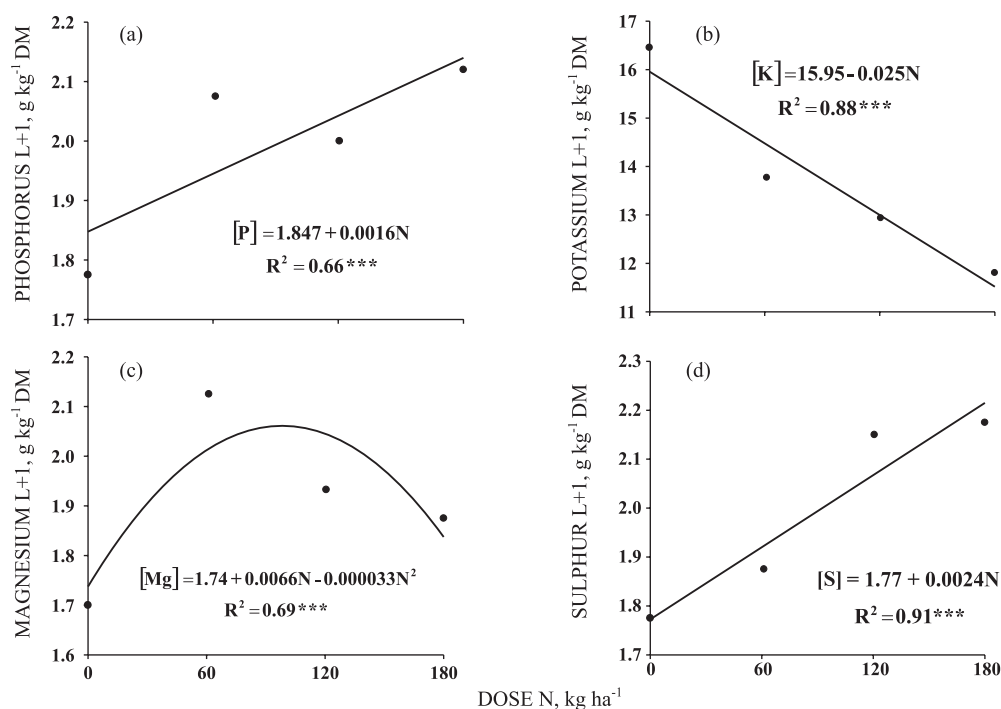 (a)
PHOSPHORUS L+1, g kg⁻¹ DM
2.2
2.1
2.0
1.9
1.8
1.7
[P]=1.847+0.0016N
R² =0.66***
(b)
POTASSIUM L+1, g kg⁻¹ DM
17
16
15
14
13
12
11
[K]=15.95-0.025N
R² =0.88***
(c)
MAGNESIUM L+1, g kg⁻¹ DM
2.2
2.1
2.0
1.9
1.8
1.7
1.6
[Mg]=1.74+0.0066N-0.000033N²
R² =0.69***
0 60 120 180
(d)
SULPHUR L+1, g kg⁻¹ DM
2.3
2.2
2.1
2.0
1.9
1.8
1.7
[S]= 1.77 + 0.0024N
R² =0.91***
0 60 120 180
DOSE N, kg ha⁻¹